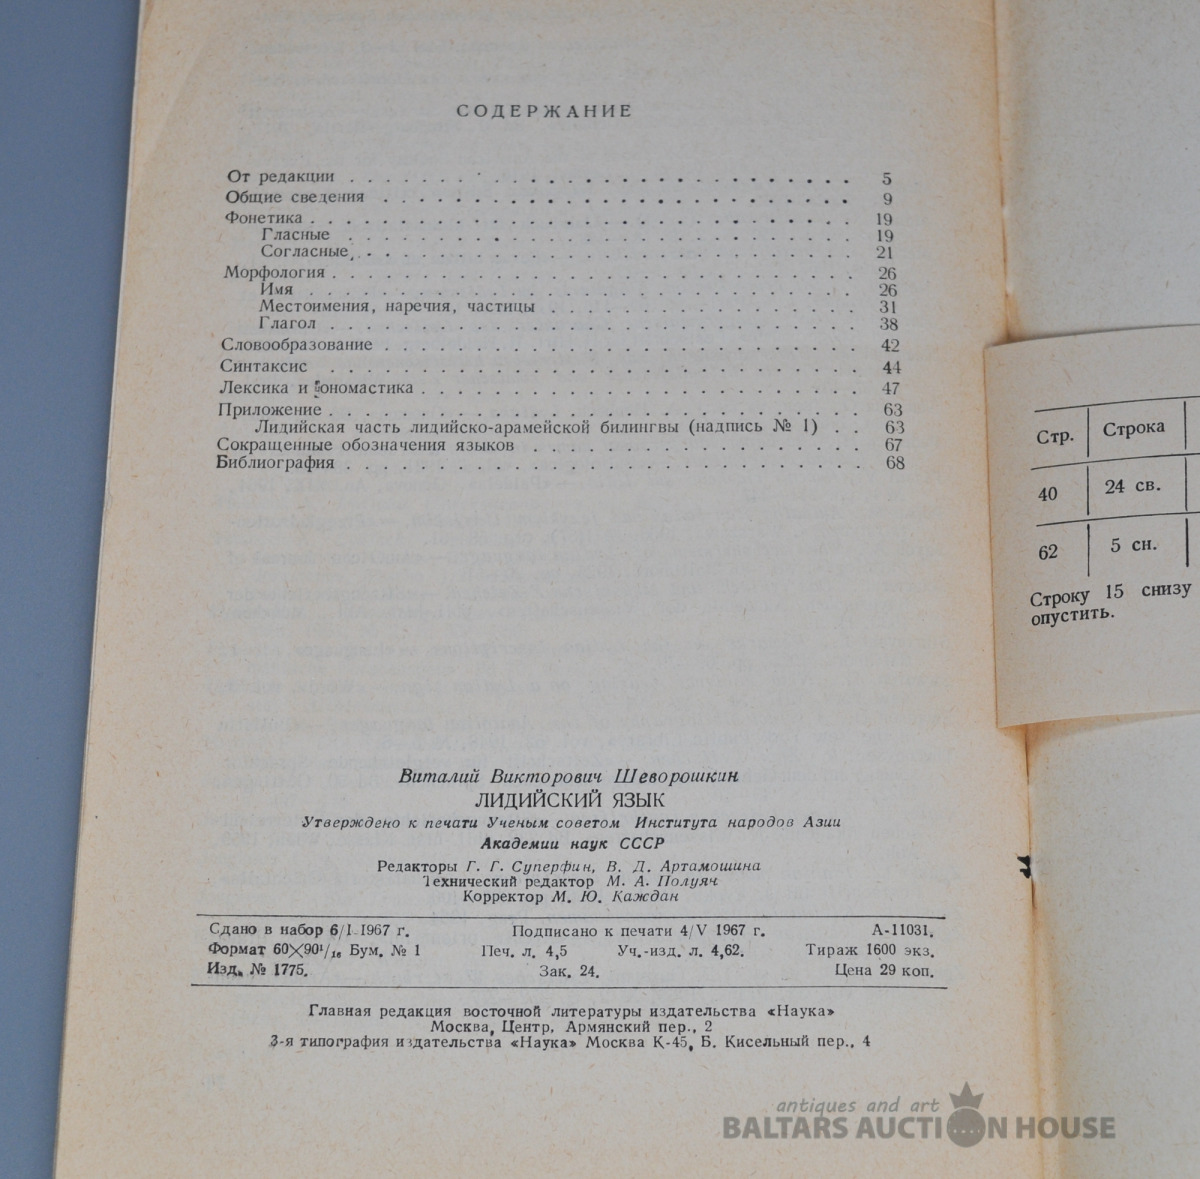 СОДЕРЖАНИЕ
От редакции . . . . . . . . . . . . . . . . . . . . . . 5
Общие сведения . . . . . . . . . . . . . . . . . . . . 9
Фонетика . . . . . . . . . . . . . . . . . . . . . . . 19
Гласные . . . . . . . . . . . . . . . . . . . . . . 19
Согласные . . . . . . . . . . . . . . . . . . . . . 21
Морфология . . . . . . . . . . . . . . . . . . . . . . 26
Имя . . . . . . . . . . . . . . . . . . . . . . . . 26
Местоимения, наречия, частицы . . . . . . . . . . . . 31
Глагол . . . . . . . . . . . . . . . . . . . . . . 38
Словообразование . . . . . . . . . . . . . . . . . . . 42
Синтаксис . . . . . . . . . . . . . . . . . . . . . . 44
Лексика и ономастика . . . . . . . . . . . . . . . . . 47
Приложение . . . . . . . . . . . . . . . . . . . . . . 63
Лидийская часть лидийско-арамейской билингвы (надпись № 1) . . 63
Сокращенные обозначения языков . . . . . . . . . . . . 67
Библиография . . . . . . . . . . . . . . . . . . . . . 68
Виталий Викторович Шеворошкин
ЛИДИЙСКИЙ ЯЗЫК
Утверждено к печати Ученым советом Института народов Азии
Академии наук СССР
Редакторы Г. Г. Суперфин, В. Д. Артамошина
Технический редактор М. А. Полуян
Корректор М. Ю. Каждан
Сдано в набор 6/I 1967 г. Подписано к печати 4/V 1967 г. А-11031.
Формат 60×90¹/₁₆ Бум. № 1 Печ. л. 4,5 Уч.-изд. л. 4,62. Тираж 1600 экз.
Изд. № 1775. Зак. 24. Цена 29 коп.
Главная редакция восточной литературы издательства «Наука»
Москва, Центр, Армянский пер., 2
3-я типография издательства «Наука» Москва К-45, Б. Кисельный пер., 4
Стр. Строка
40 24 св.
62 5 сн.
Строку 15 снизу
опустить.
antiques and art
BALTARS AUCTION HOUSE